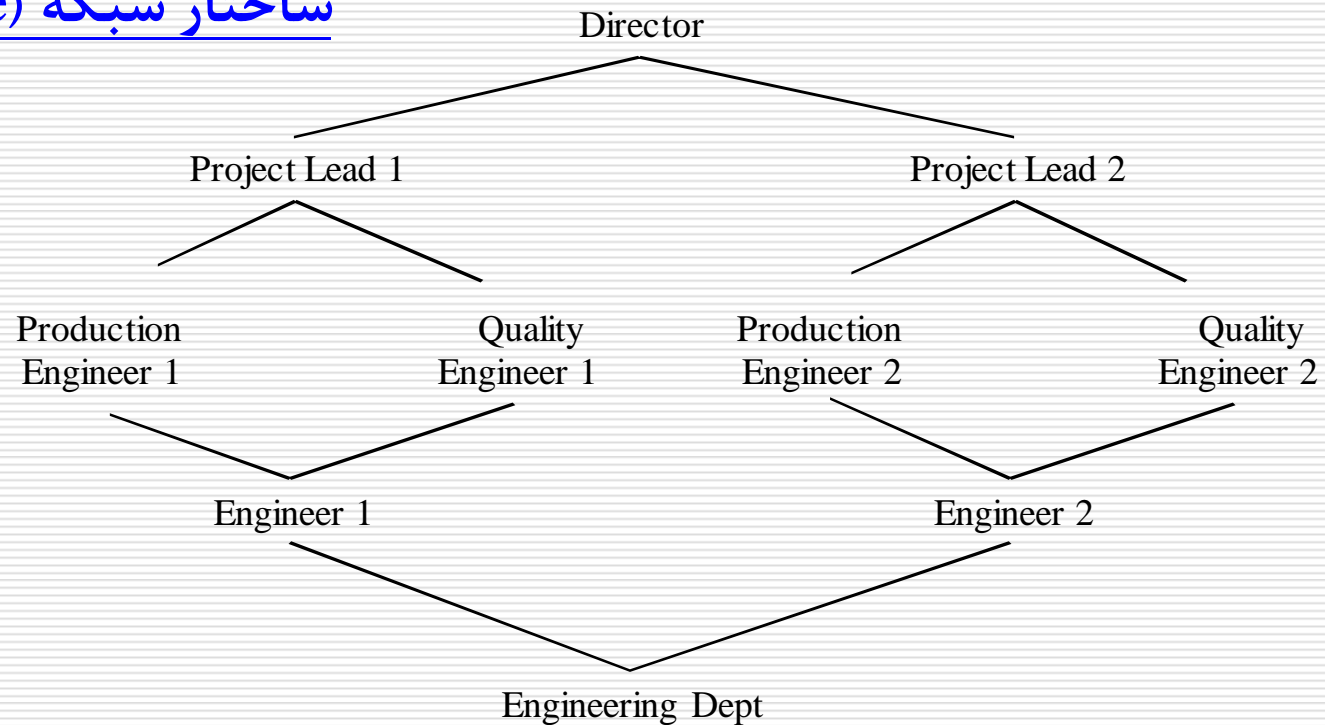 ساختار شبکه
Director
Project Lead 1
Project Lead 2
Production
Engineer 1
Quality
Engineer 1
Production
Engineer 2
Quality
Engineer 2
Engineer 1
Engineer 2
Engineering Dept